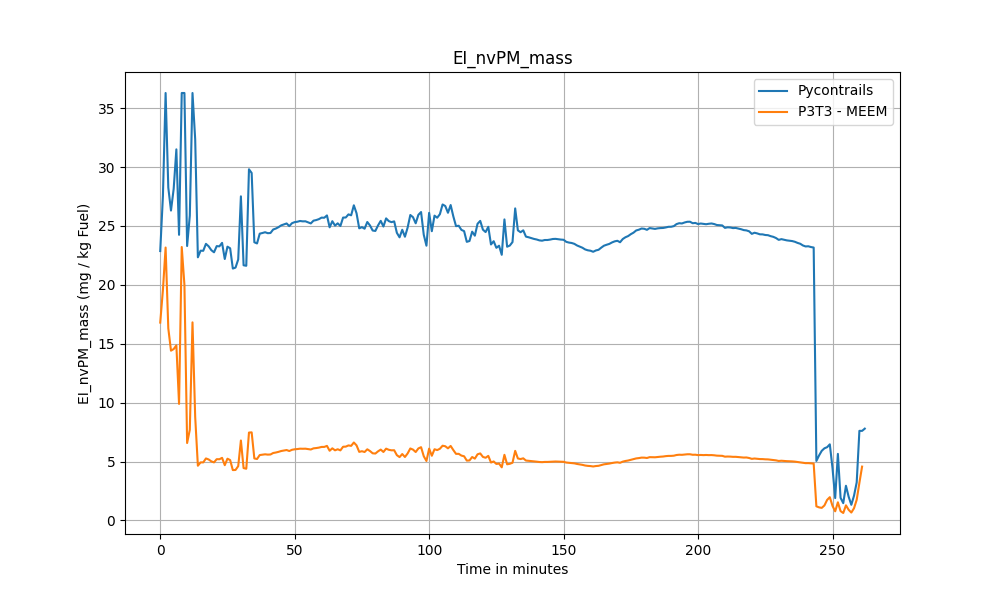 EI_nvPM_mass
Pycontrails
P3T3 - MEEM
EI_nvPM_mass (mg / kg Fuel)
35
30
25
20
15
10
5
0
0 50 100 150 200 250
Time in minutes